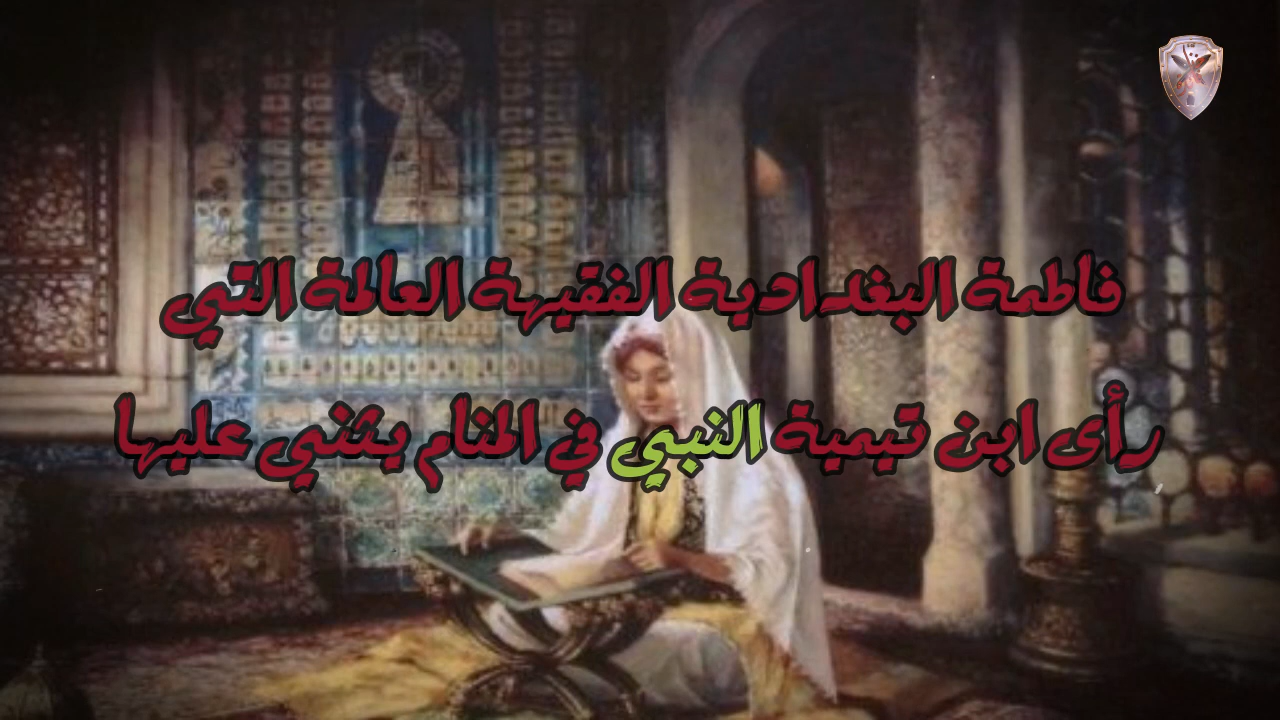 فاطمة البغدادية الفقيهة العالمة التي
رأى ابن تيمية النبي في المنام يثني عليها